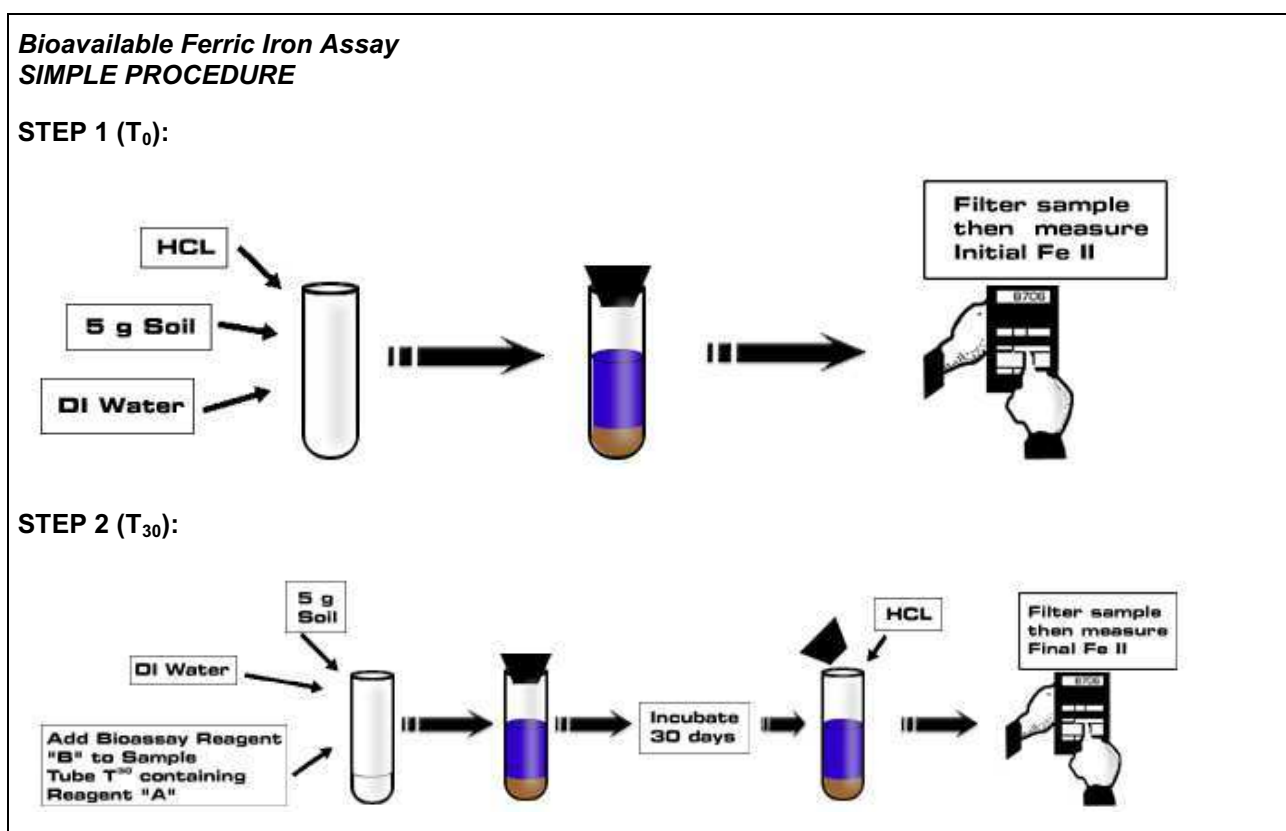 Bioavailable Ferric Iron Assay
SIMPLE PROCEDURE
STEP 1 (T₀):
HCL
5 g Soil
DI Water
Filter sample
then measure
Initial Fe II
8706
STEP 2 (T₃₀):
5 g
Soil
DI Water
Add Bioassay Reagent
"B" to Sample
Tube T³⁰ containing
Reagent "A"
Incubate
30 days
HCL
Filter sample
then measure
Final Fe II
8706